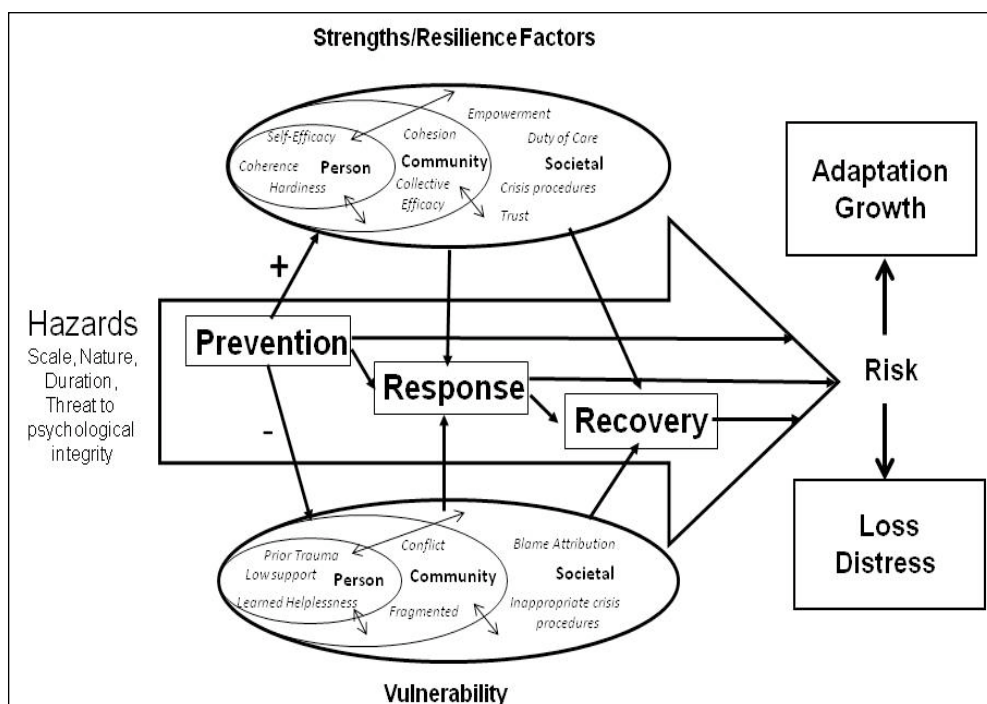 Strengths/Resilience Factors
Empowerment
Self-Efficacy
Cohesion
Duty of Care
Coherence
Person
Community
Societal
Hardiness
Collective
Efficacy
Crisis procedures
Trust
Adaptation
Growth
+
Hazards
Scale, Nature,
Duration,
Threat to
psychological
integrity
Prevention
Response
Recovery
Risk
-
Prior Trauma
Low support
Person
Learned Helplessness
Conflict
Community
Fragmented
Blame Attribution
Societal
Inappropriate crisis
procedures
Loss
Distress
Vulnerability